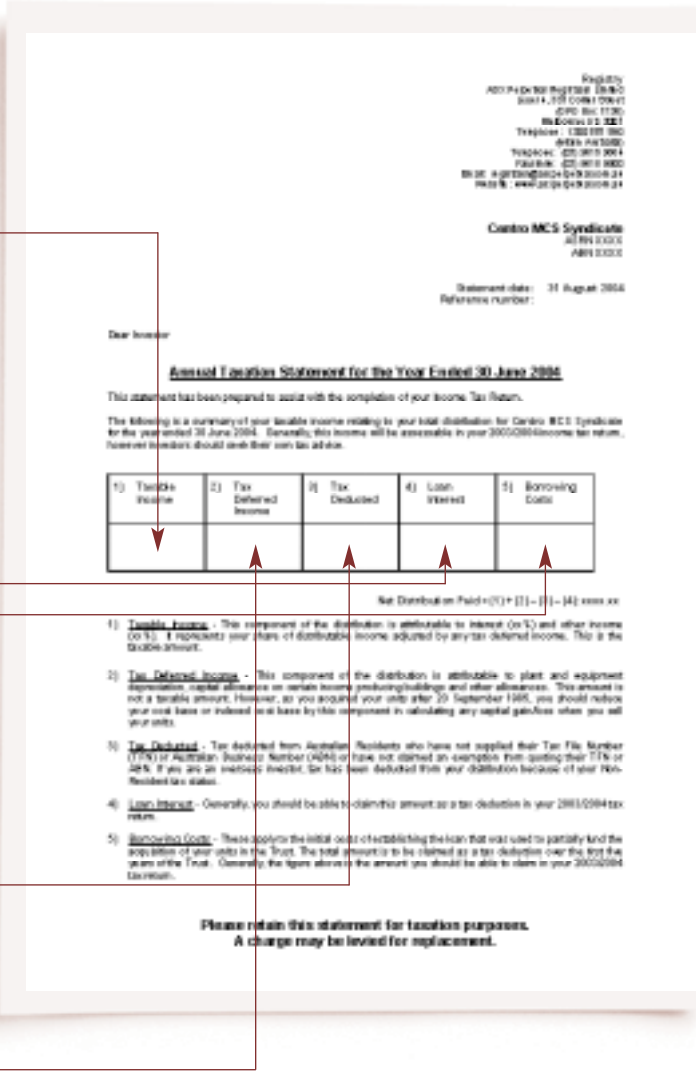 Registry
Centro MCS Syndicate
ABN XXXX
Statement date: 31 August 2004
Reference number:
Dear Investor
Annual Taxation Statement for the Year Ended 30 June 2004
This statement has been prepared to assist with the completion of your Income Tax Return.
The following is a summary of your taxable income relating to your total distribution for Centro MCS Syndicate
for the year ended 30 June 2004. Generally, this income will be assessable in your 2003/2004 income tax return,
however investors should seek their own tax advice.
1) Taxable Income
2) Tax Deferred Income
3) Tax Deducted
4) Loan Interest
5) Borrowing Costs
Net Distribution Paid = (1) + (2) – (3) – (4) xxxx.xx
1) Taxable Income - This component of the distribution is attributable to interest (xx%) and other income
(xx%). It represents your share of distributable income adjusted by any tax deferred income. This is the
taxable amount.
2) Tax Deferred Income - This component of the distribution is attributable to plant and equipment
depreciation, capital allowance on certain income producing buildings and other allowances. This amount is
not a taxable amount. However, as you acquired your units after 20 September 1985, you should reduce
your cost base or indexed cost base by this component in calculating any capital gain/loss when you sell
your units.
3) Tax Deducted - Tax deducted from Australian Residents who have not supplied their Tax File Number
(TFN) or Australian Business Number (ABN) or have not claimed an exemption from quoting their TFN or
ABN. If you are an overseas investor, tax has been deducted from your distribution because of your Non-
Resident tax status.
4) Loan Interest - Generally, you should be able to claim this amount as a tax deduction in your 2003/2004 tax
return.
5) Borrowing Costs - These apply to the initial costs of establishing the loan that was used to partially fund the
acquisition of your units in the Trust. The total amount is to be claimed as a tax deduction over the first five
years of the Trust. Generally, the figure above is the amount you should be able to claim in your 2003/2004
tax return.
Please retain this statement for taxation purposes.
A charge may be levied for replacement.